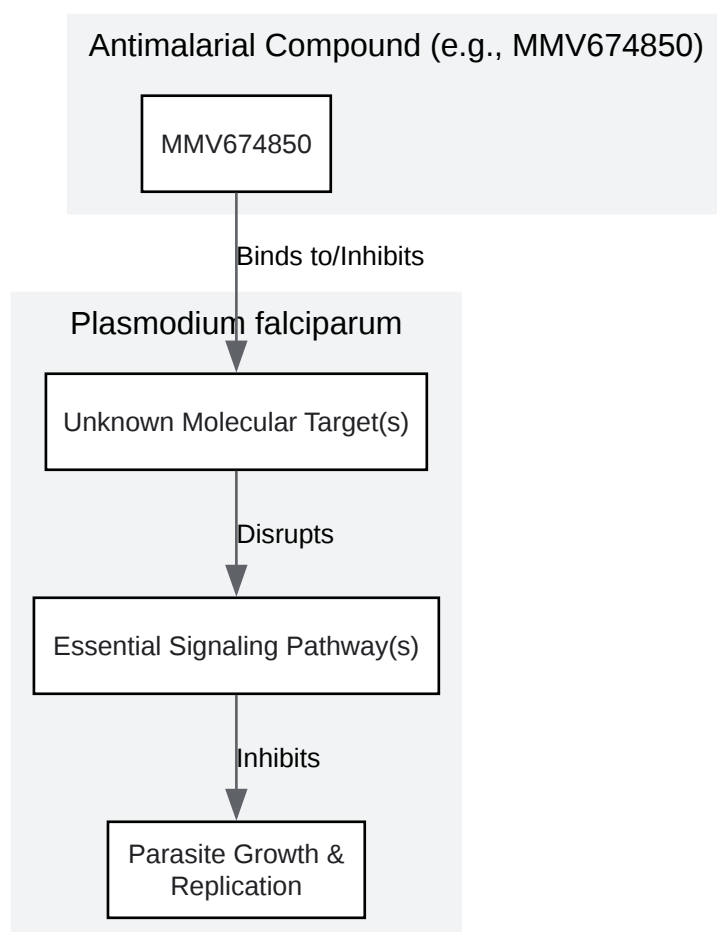 Antimalarial Compound (e.g., MMV674850)
MMV674850
Binds to/Inhibits
Plasmodium falciparum
Unknown Molecular Target(s)
Disrupts
Essential Signaling Pathway(s)
Inhibits
Parasite Growth &
Replication